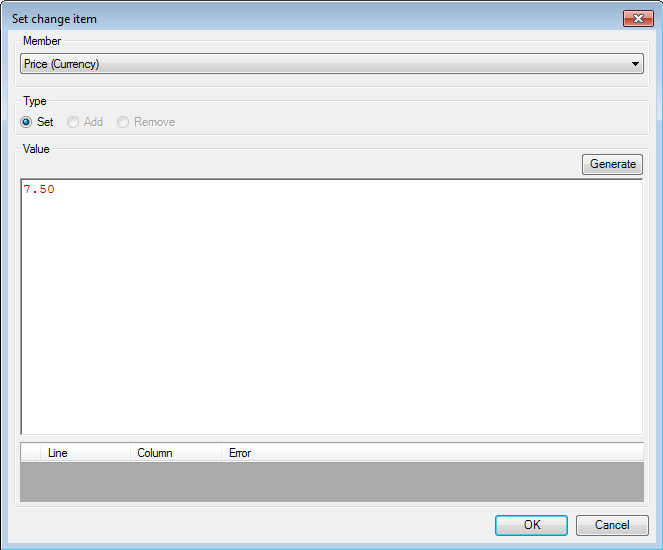 Set change item
Member
Price (Currency)
Type
Set Add Remove
Value
Generate
7.50
Line Column Error
OK Cancel